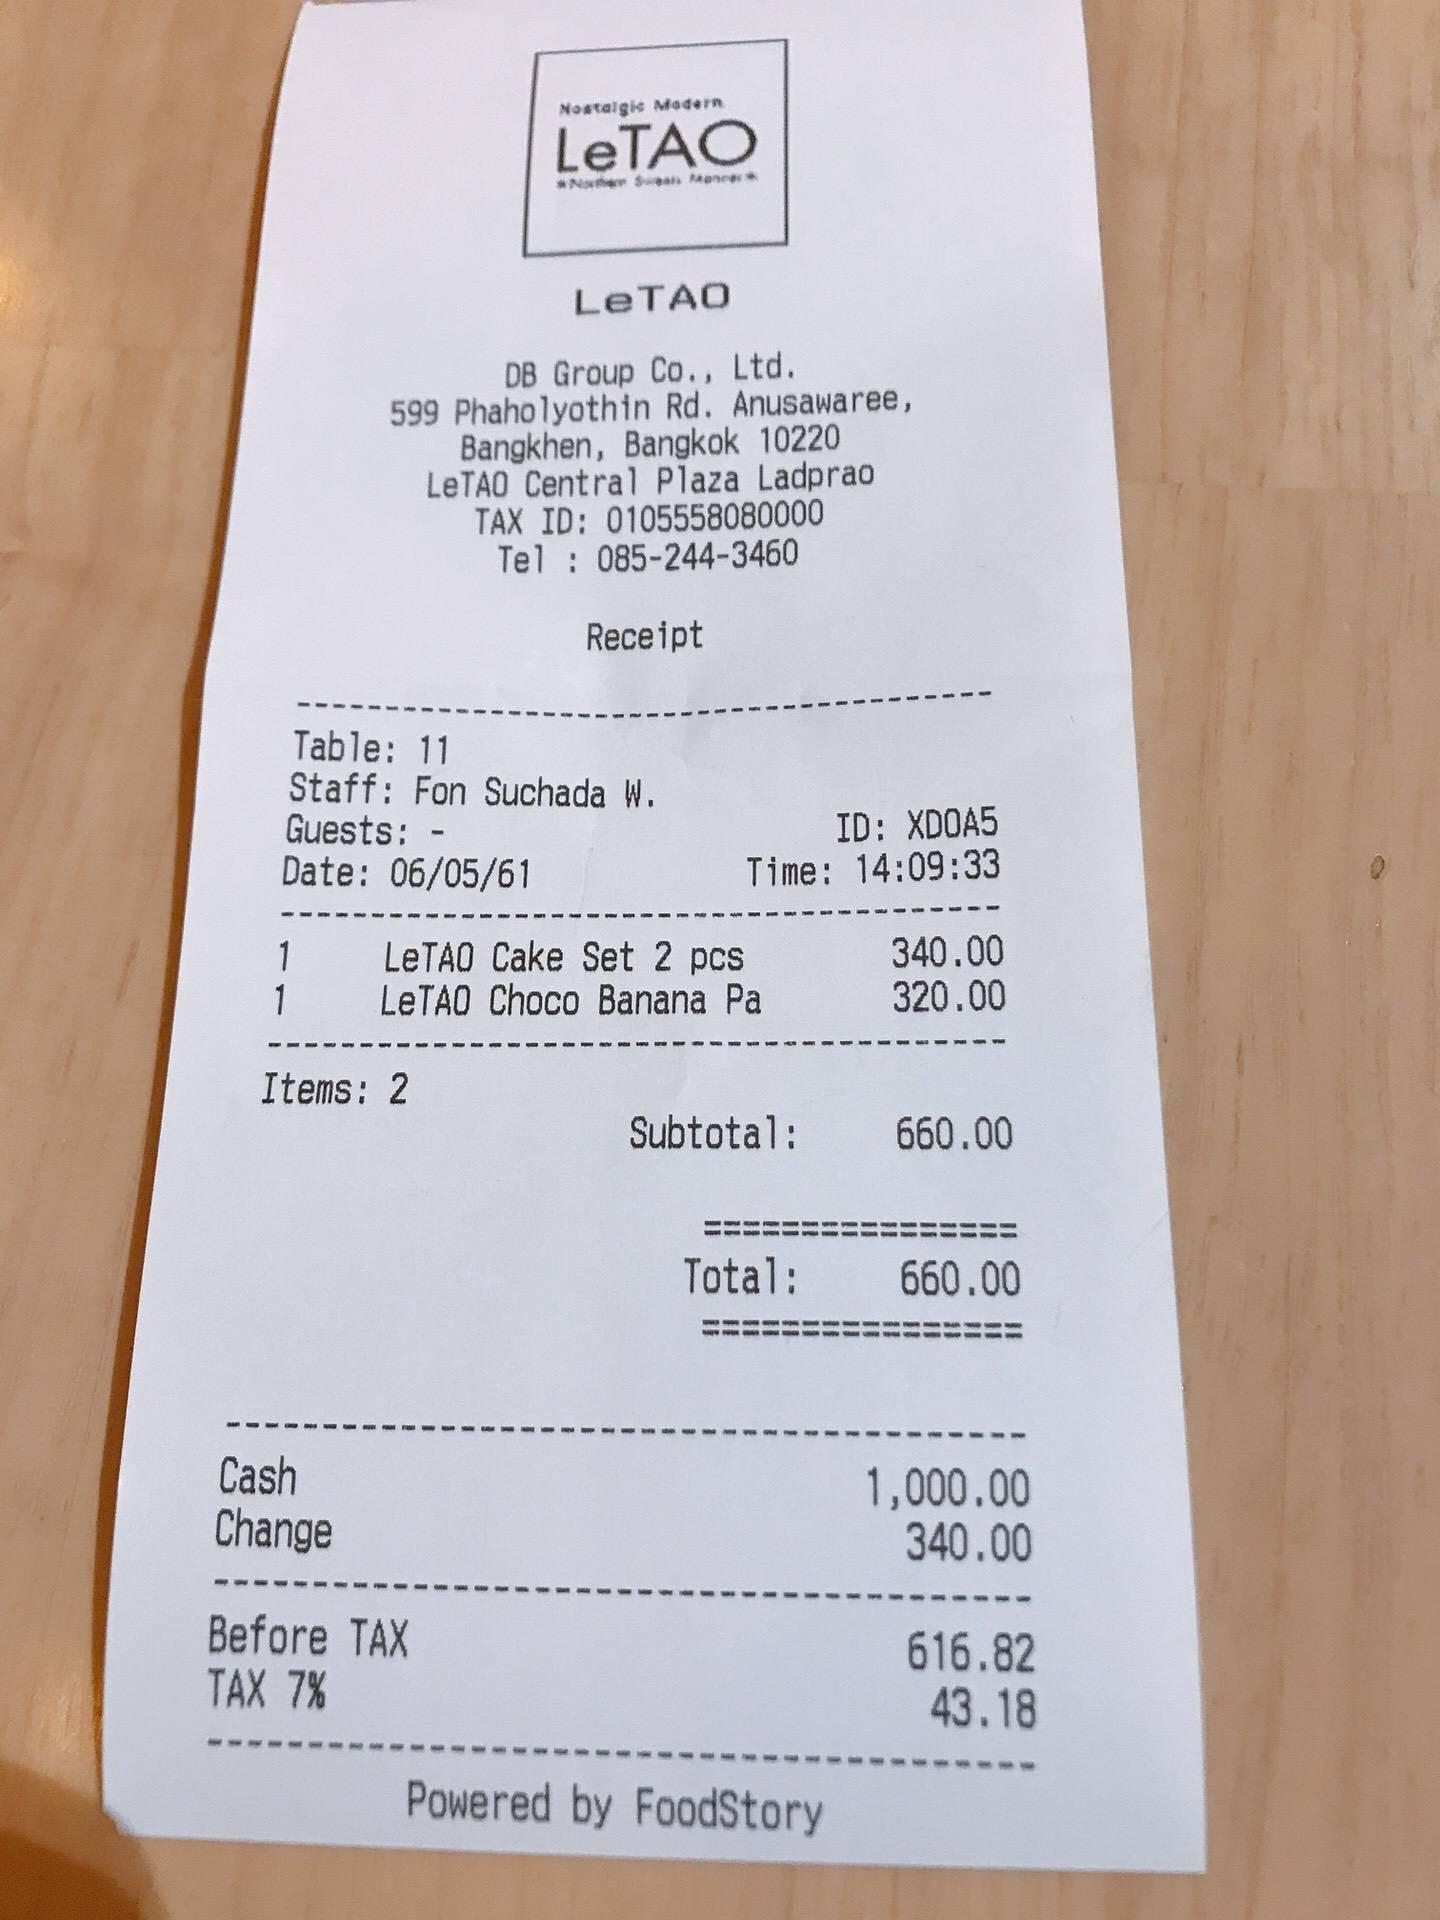 Nostalgic Modern
LeTAO
LeTAO
DB Group Co., Ltd.
599 Phaholyothin Rd. Anusawaree,
Bangkhen, Bangkok 10220
LeTAO Central Plaza Ladprao
TAX ID: 0105558080000
Tel : 085-244-3460
Receipt
Table: 11
Staff: Fon Suchada W.
Guests: - ID: XDOA5
Date: 06/05/61 Time: 14:09:33
1 LeTAO Cake Set 2 pcs 340.00
1 LeTAO Choco Banana Pa 320.00
Items: 2
Subtotal: 660.00
Total: 660.00
Cash 1,000.00
Change 340.00
Before TAX 616.82
TAX 7% 43.18
Powered by FoodStory